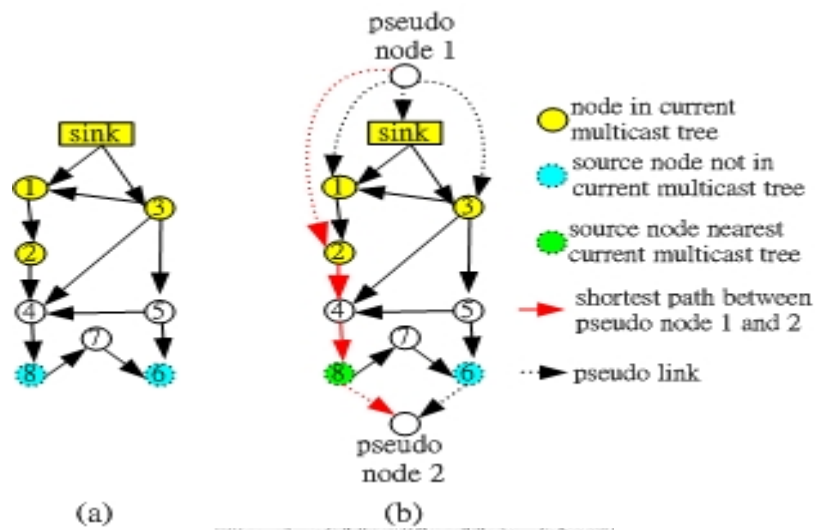 pseudo
node 1
sink
1
3
2
4
5
7
8
6
(a)
sink
1
3
2
4
5
7
8
6
pseudo
node 2
(b)
node in current
multicast tree
source node not in
current multicast tree
source node nearest
current multicast tree
shortest path between
pseudo node 1 and 2
pseudo link